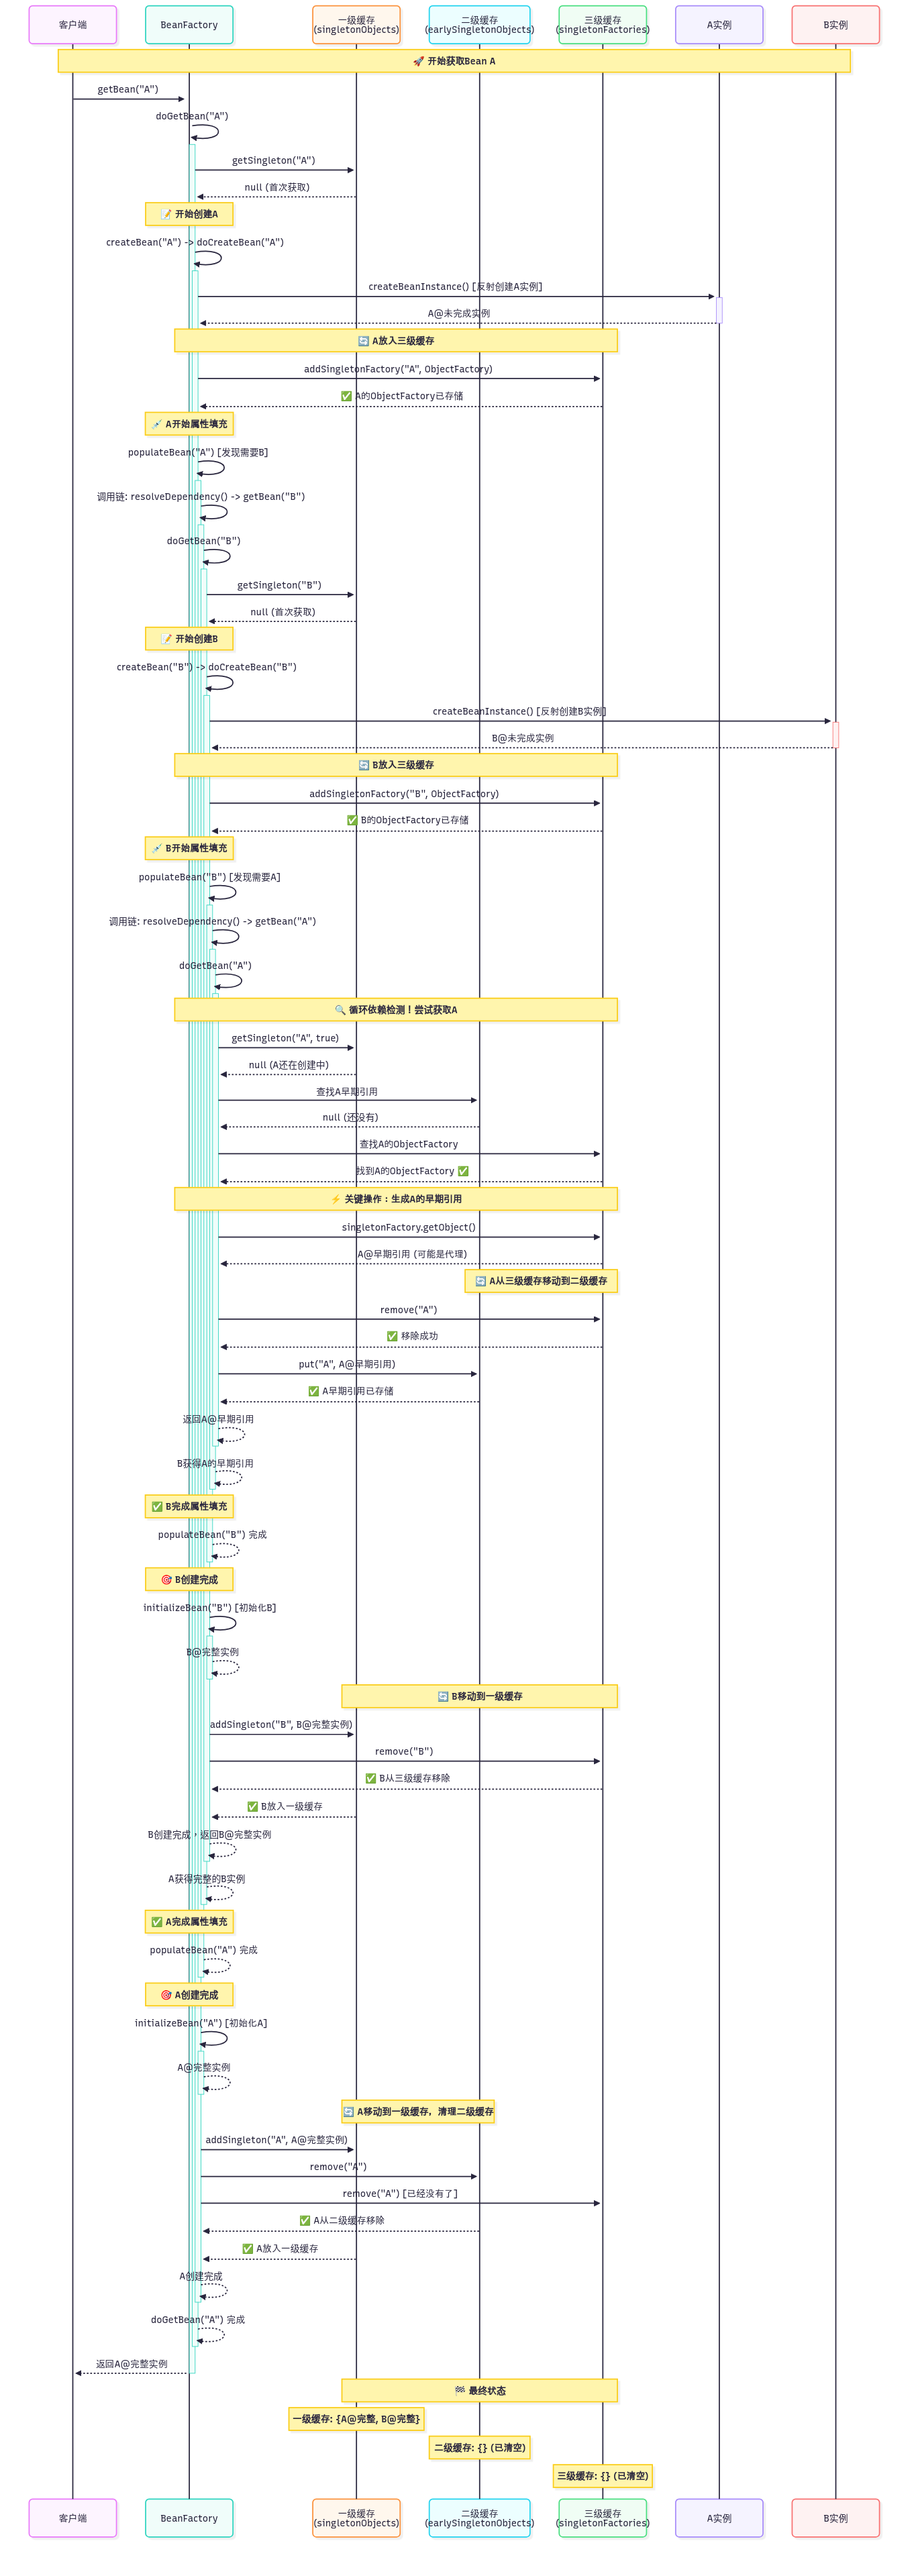 客户端
BeanFactory
一级缓存
(singletonObjects)
二级缓存
(earlySingletonObjects)
三级缓存
(singletonFactories)
A实例
B实例
🚀 开始获取Bean A
getBean("A")
doGetBean("A")
getSingleton("A")
null (首次获取)
📝 开始创建A
createBean("A") -> doCreateBean("A")
createBeanInstance() [反射创建A实例]
A@未完成实例
🔄 A放入三级缓存
addSingletonFactory("A", ObjectFactory)
✅ A的ObjectFactory已存储
💉 A开始属性填充
populateBean("A") [发现需要B]
调用链: resolveDependency() -> getBean("B")
doGetBean("B")
getSingleton("B")
null (首次获取)
📝 开始创建B
createBean("B") -> doCreateBean("B")
createBeanInstance() [反射创建B实例]
B@未完成实例
🔄 B放入三级缓存
addSingletonFactory("B", ObjectFactory)
✅ B的ObjectFactory已存储
💉 B开始属性填充
populateBean("B") [发现需要A]
调用链: resolveDependency() -> getBean("A")
doGetBean("A")
🔍 循环依赖检测！尝试获取A
getSingleton("A", true)
null (A还在创建中)
查找A早期引用
null (还没有)
查找A的ObjectFactory
找到A的ObjectFactory ✅
⚡ 关键操作：生成A的早期引用
singletonFactory.getObject()
A@早期引用 (可能是代理)
🔄 A从三级缓存移动到二级缓存
remove("A")
✅ 移除成功
put("A", A@早期引用)
✅ A早期引用已存储
返回A@早期引用
B获得A的早期引用
✅ B完成属性填充
populateBean("B") 完成
🎯 B创建完成
initializeBean("B") [初始化B]
B@完整实例
🔄 B移动到一级缓存
addSingleton("B", B@完整实例)
remove("B")
✅ B从三级缓存移除
✅ B放入一级缓存
B创建完成，返回B@完整实例
A获得完整的B实例
✅ A完成属性填充
populateBean("A") 完成
🎯 A创建完成
initializeBean("A") [初始化A]
A@完整实例
🔄 A移动到一级缓存，清理二级缓存
addSingleton("A", A@完整实例)
remove("A")
remove("A") [已经没有了]
✅ A从二级缓存移除
✅ A放入一级缓存
A创建完成
doGetBean("A") 完成
返回A@完整实例
🏁 最终状态
一级缓存: {A@完整, B@完整}
二级缓存: {} (已清空)
三级缓存: {} (已清空)
客户端
BeanFactory
一级缓存
(singletonObjects)
二级缓存
(earlySingletonObjects)
三级缓存
(singletonFactories)
A实例
B实例